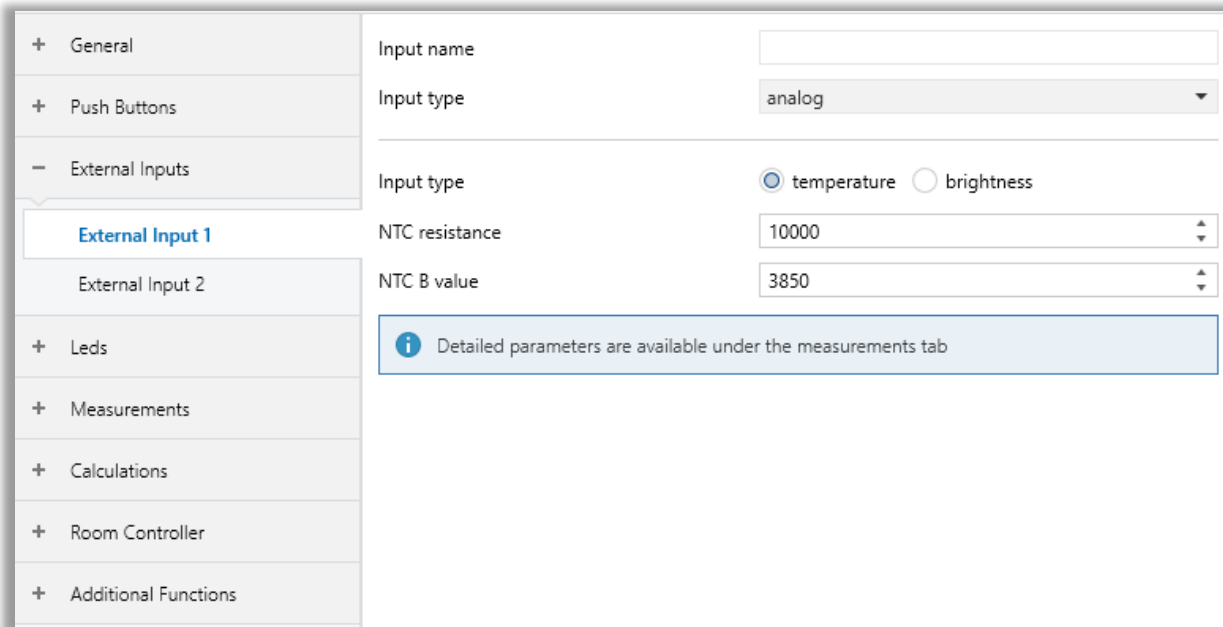 General
Push Buttons
External Inputs
External Input 1
External Input 2
Leds
Measurements
Calculations
Room Controller
Additional Functions
Input name
Input type analog
Input type temperature brightness
NTC resistance 10000
NTC B value 3850
Detailed parameters are available under the measurements tab